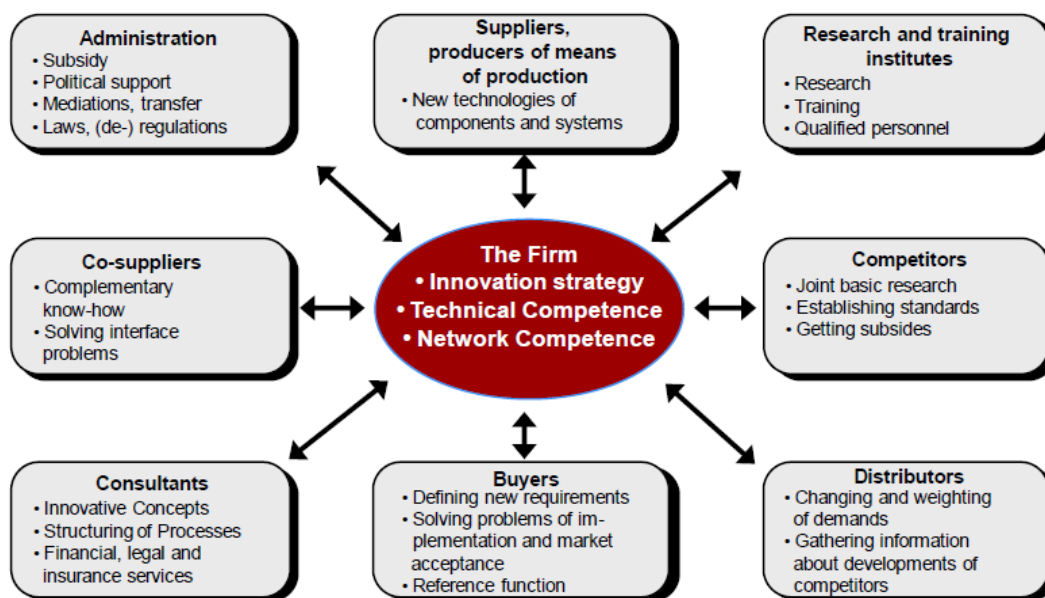 Administration
• Subsidy
• Political support
• Mediations, transfer
• Laws, (de-) regulations
Suppliers,
producers of means
of production
• New technologies of
components and systems
Research and training
institutes
• Research
• Training
• Qualified personnel
Co-suppliers
• Complementary
know-how
• Solving interface
problems
The Firm
• Innovation strategy
• Technical Competence
• Network Competence
Competitors
• Joint basic research
• Establishing standards
• Getting subsides
Consultants
• Innovative Concepts
• Structuring of Processes
• Financial, legal and
insurance services
Buyers
• Defining new requirements
• Solving problems of im-
plementation and market
acceptance
• Reference function
Distributors
• Changing and weighting
of demands
• Gathering information
about developments of
competitors